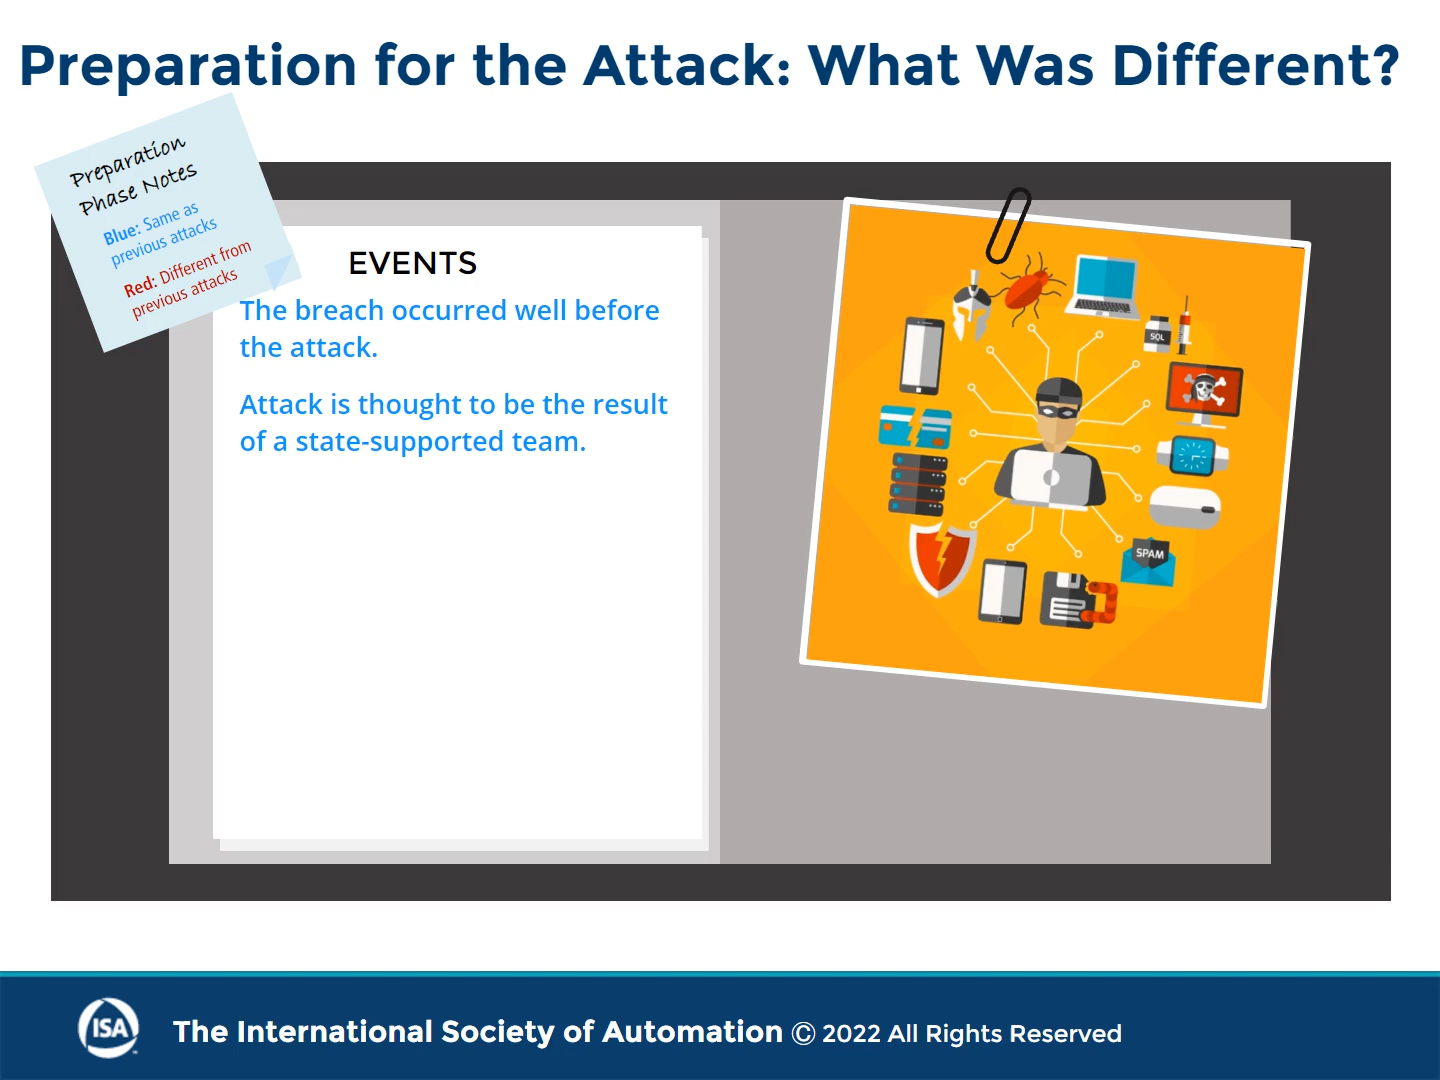 Preparation for the Attack: What Was Different?
Preparation
Phase Notes
Blue: Same as
previous attacks
Red: Different from
previous attacks
EVENTS
The breach occurred well before
the attack.
Attack is thought to be the result
of a state-supported team.
SQL
SPAM
ISA
The International Society of Automation © 2022 All Rights Reserved